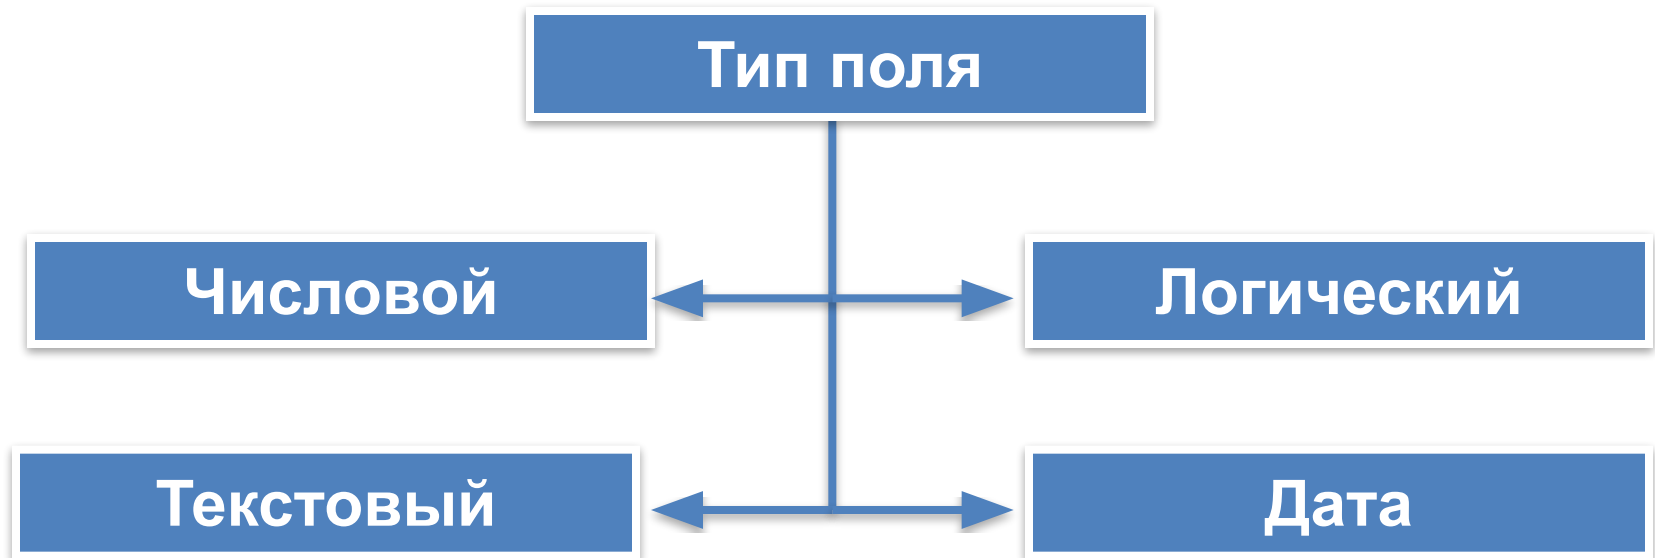 Тип поля
Числовой
Логический
Текстовый
Дата